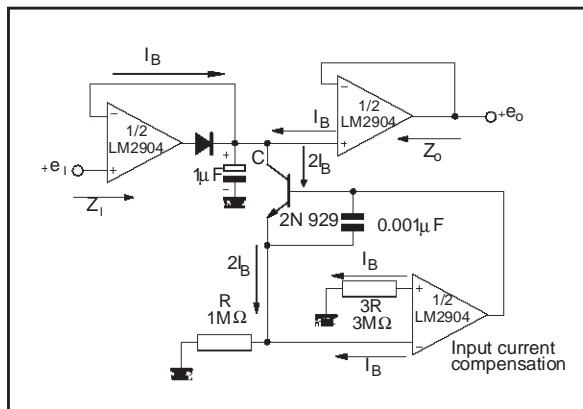 I_B
1/2
LM2904
+e_I
Z_I
1μF
+
−
C
2I_B
I_B
1/2
LM2904
+e_o
Z_o
2N 929
0.001μF
2I_B
R
1MΩ
I_B
3R
3MΩ
1/2
LM2904
I_B
Input current
compensation